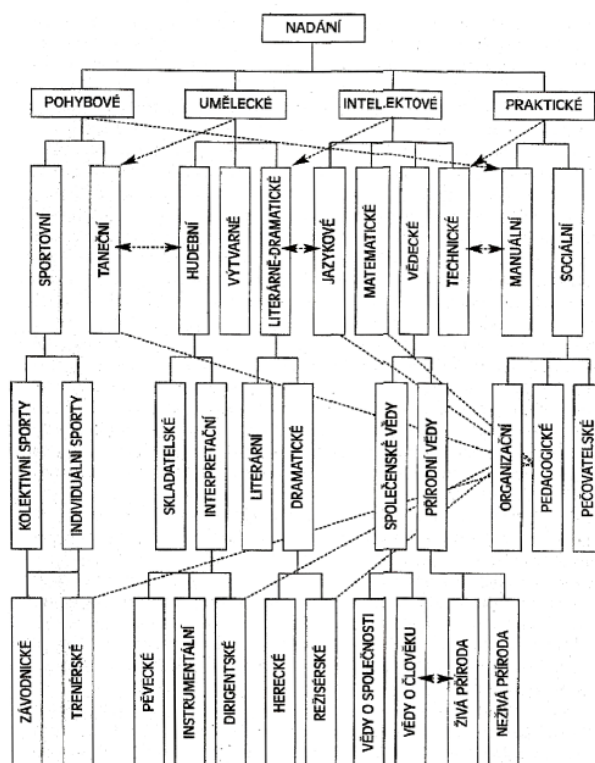 NADÁNÍ
POHYBOVÉ
UMĚLECKÉ
INTELEKTOVÉ
PRAKTICKÉ
SPORTOVNÍ
TANEČNÍ
HUDEBNÍ
VÝTVARNÉ
LITERÁRNĚ-DRAMATICKÉ
JAZYKOVÉ
MATEMATICKÉ
VĚDECKÉ
TECHNICKÉ
MANUÁLNÍ
SOCIÁLNÍ
KOLEKTIVNÍ SPORTY
INDIVIDUÁLNÍ SPORTY
SKLADATELSKÉ
INTERPRETAČNÍ
LITERÁRNÍ
DRAMATICKÉ
SPOLEČENSKÉ VĚDY
PŘÍRODNÍ VĚDY
ORGANIZAČNÍ
PEDAGOGICKÉ
PEČOVATELSKÉ
ZÁVODNICKÉ
TRENÉRSKÉ
PĚVECKÉ
INSTRUMENTÁLNÍ
DIRIGENTSKÉ
HERECKÉ
REŽISÉRSKÉ
VĚDY O SPOLEČNOSTI
VĚDY O ČLOVĚKU
ŽIVÁ PŘÍRODA
NEŽIVÁ PŘÍRODA